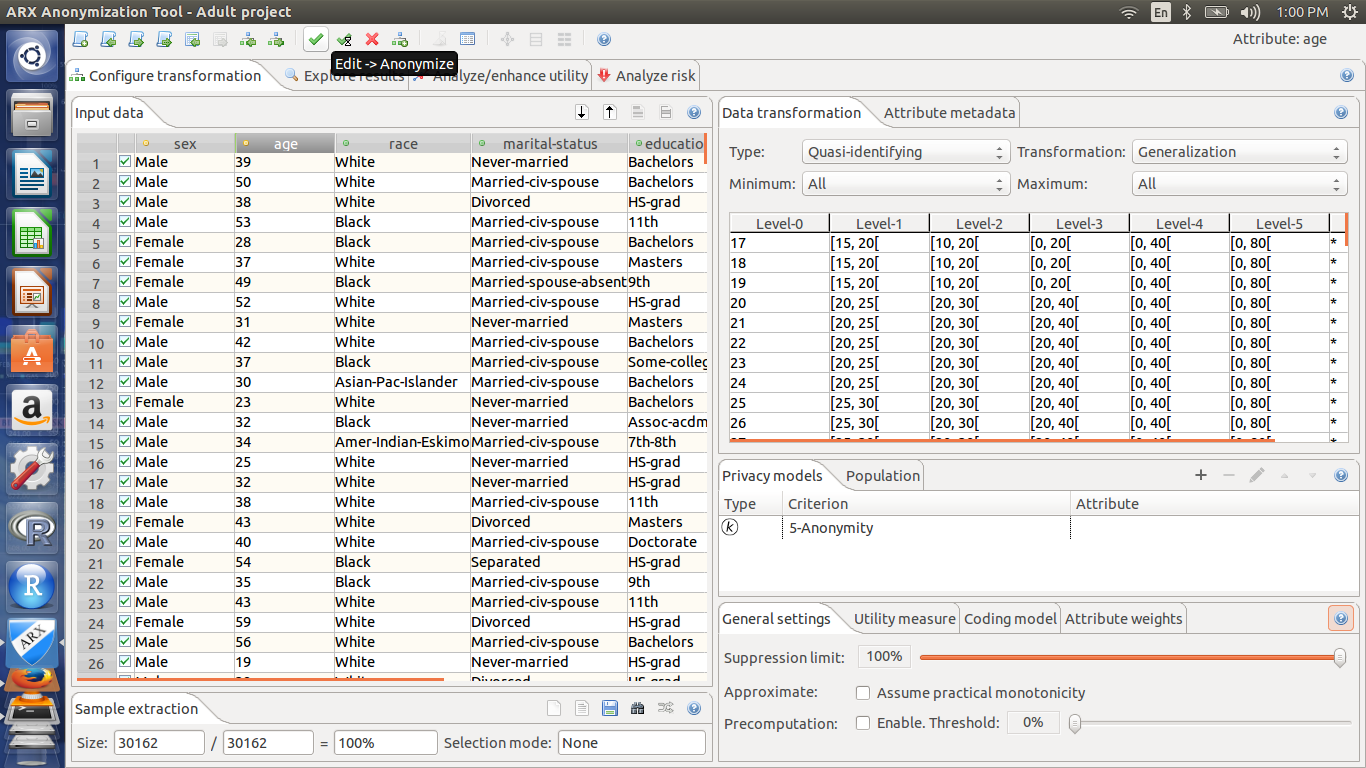 ARX Anonymization Tool - Adult project
En
1:00 PM
Attribute: age
Edit -> Anonymize
Configure transformation
Explore results
Analyze/enhance utility
Analyze risk
Input data
sex age race marital-status educatio
1 Male 39 White Never-married Bachelors
2 Male 50 White Married-civ-spouse Bachelors
3 Male 38 White Divorced HS-grad
4 Male 53 Black Married-civ-spouse 11th
5 Female 28 Black Married-civ-spouse Bachelors
6 Female 37 White Married-civ-spouse Masters
7 Female 49 Black Married-spouse-absent 9th
8 Male 52 White Married-civ-spouse HS-grad
9 Female 31 White Never-married Masters
10 Male 42 White Married-civ-spouse Bachelors
11 Male 37 Black Married-civ-spouse Some-colleg
12 Male 30 Asian-Pac-Islander Married-civ-spouse Bachelors
13 Female 23 White Never-married Bachelors
14 Male 32 Black Never-married Assoc-acdm
15 Male 34 Amer-Indian-Eskimo Married-civ-spouse 7th-8th
16 Male 25 White Never-married HS-grad
17 Male 32 White Never-married HS-grad
18 Male 38 White Married-civ-spouse 11th
19 Female 43 White Divorced Masters
20 Male 40 White Married-civ-spouse Doctorate
21 Female 54 Black Separated HS-grad
22 Male 35 Black Married-civ-spouse 9th
23 Male 43 White Married-civ-spouse 11th
24 Female 59 White Divorced HS-grad
25 Male 56 White Married-civ-spouse Bachelors
26 Male 19 White Never-married HS-grad
Sample extraction
Size: 30162 / 30162 = 100% Selection mode: None
Data transformation
Attribute metadata
Type: Quasi-identifying Transformation: Generalization
Minimum: All Maximum: All
Level-0 Level-1 Level-2 Level-3 Level-4 Level-5
17 [15, 20[ [10, 20[ [0, 20[ [0, 40[ [0, 80[ *
18 [15, 20[ [10, 20[ [0, 20[ [0, 40[ [0, 80[ *
19 [15, 20[ [10, 20[ [0, 20[ [0, 40[ [0, 80[ *
20 [20, 25[ [20, 30[ [20, 40[ [0, 40[ [0, 80[ *
21 [20, 25[ [20, 30[ [20, 40[ [0, 40[ [0, 80[ *
22 [20, 25[ [20, 30[ [20, 40[ [0, 40[ [0, 80[ *
23 [20, 25[ [20, 30[ [20, 40[ [0, 40[ [0, 80[ *
24 [20, 25[ [20, 30[ [20, 40[ [0, 40[ [0, 80[ *
25 [25, 30[ [20, 30[ [20, 40[ [0, 40[ [0, 80[ *
26 [25, 30[ [20, 30[ [20, 40[ [0, 40[ [0, 80[ *
Privacy models
Population
Type Criterion Attribute
k 5-Anonymity
General settings
Utility measure
Coding model
Attribute weights
Suppression limit: 100%
Approximate: Assume practical monotonicity
Precomputation: Enable. Threshold: 0%
a
R
R
ARX